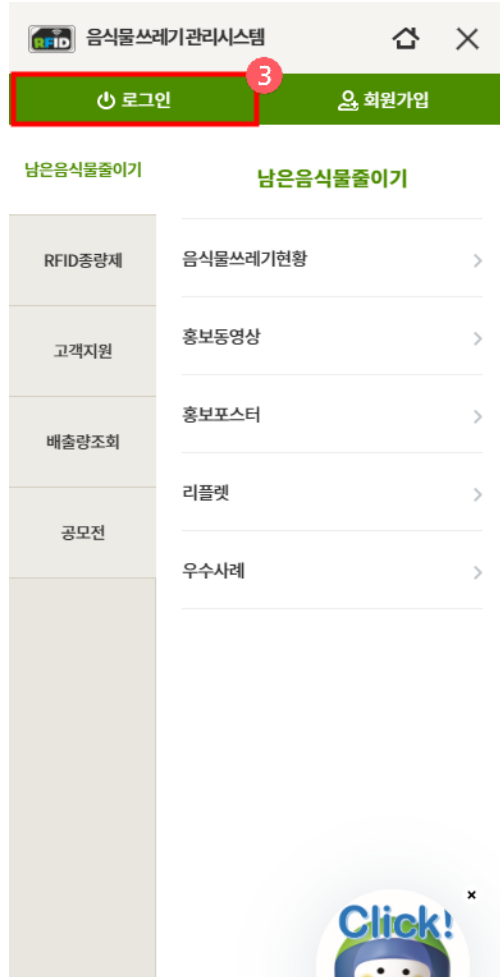 RFID 음식물쓰레기관리시스템
3
로그인
회원가입
남은음식물줄이기
RFID종량제
고객지원
배출량조회
공모전
남은음식물줄이기
음식물쓰레기현황
홍보동영상
홍보포스터
리플렛
우수사례
Click!